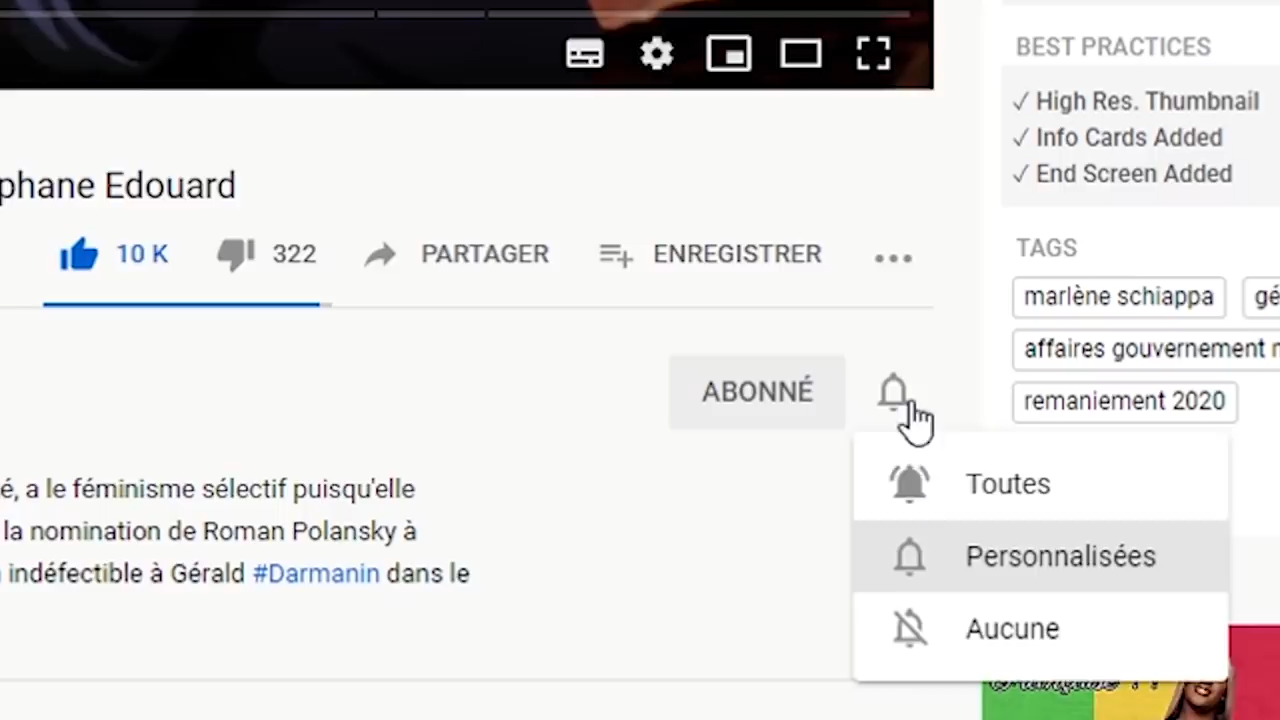 phane Edouard
10 K 322 PARTAGER ENREGISTRER
ABONNÉ
é, a le féminisme sélectif puisqu'elle
la nomination de Roman Polansky à
indéfectible à Gérald #Darmanin dans le
Toutes
Personnalisées
Aucune
BEST PRACTICES
✓ High Res. Thumbnail
✓ Info Cards Added
✓ End Screen Added
TAGS
marlène schiappa gé
affaires gouvernement
remaniement 2020